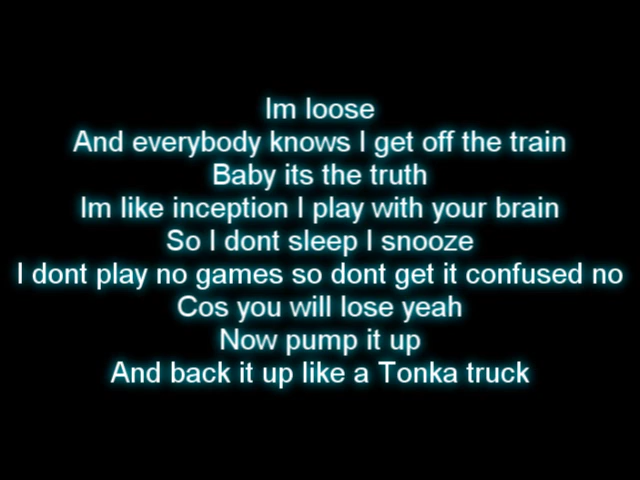 Im loose
And everybody knows I get off the train
Baby its the truth
Im like inception I play with your brain
So I dont sleep I snooze
I dont play no games so dont get it confused no
Cos you will lose yeah
Now pump it up
And back it up like a Tonka truck